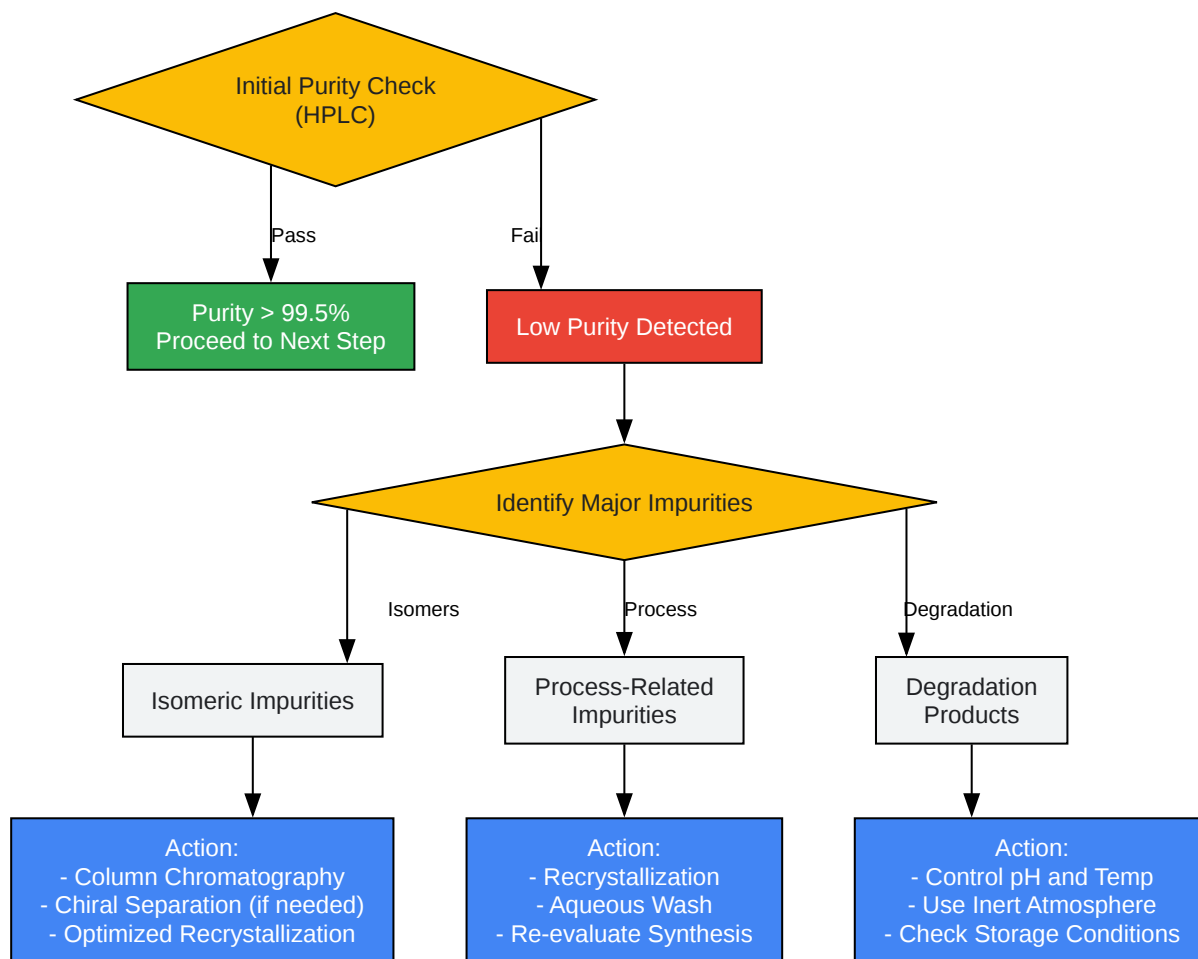 Initial Purity Check
(HPLC)
Pass
Fail
Purity > 99.5%
Proceed to Next Step
Low Purity Detected
Identify Major Impurities
Isomers
Process
Degradation
Isomeric Impurities
Process-Related
Impurities
Degradation
Products
Action:
- Column Chromatography
- Chiral Separation (if needed)
- Optimized Recrystallization
Action:
- Recrystallization
- Aqueous Wash
- Re-evaluate Synthesis
Action:
- Control pH and Temp
- Use Inert Atmosphere
- Check Storage Conditions